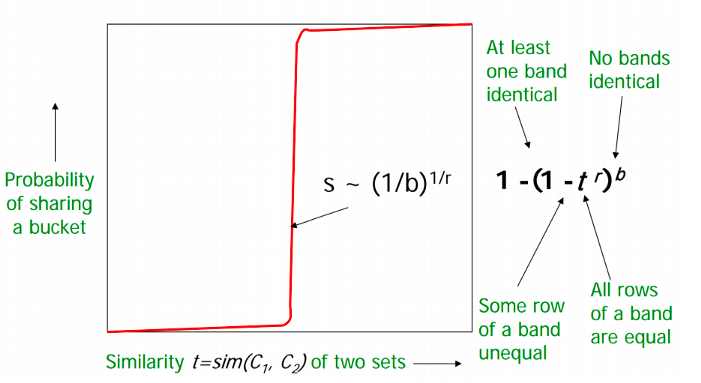 At least
one band
identical
No bands
identical
Probability
of sharing
a bucket
s ~ (1/b)^1/r
1 -(1 -t^r)^b
Some row
of a band
unequal
All rows
of a band
are equal
Similarity t=sim(C₁, C₂) of two sets